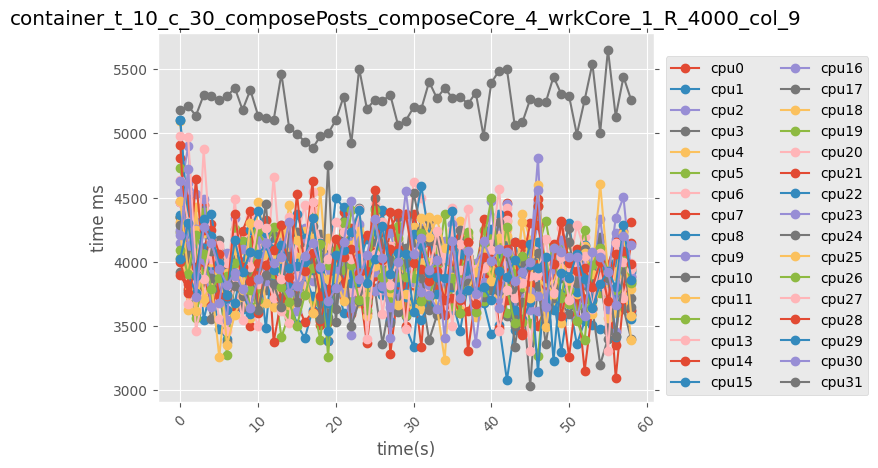 container_t_10_c_30_composePosts_composeCore_4_wrkCore_1_R_4000_col_9
5500
5000
4500
4000
3500
3000
time ms
0
10
20
30
40
50
60
time(s)
cpu0
cpu1
cpu2
cpu3
cpu4
cpu5
cpu6
cpu7
cpu8
cpu9
cpu10
cpu11
cpu12
cpu13
cpu14
cpu15
cpu16
cpu17
cpu18
cpu19
cpu20
cpu21
cpu22
cpu23
cpu24
cpu25
cpu26
cpu27
cpu28
cpu29
cpu30
cpu31